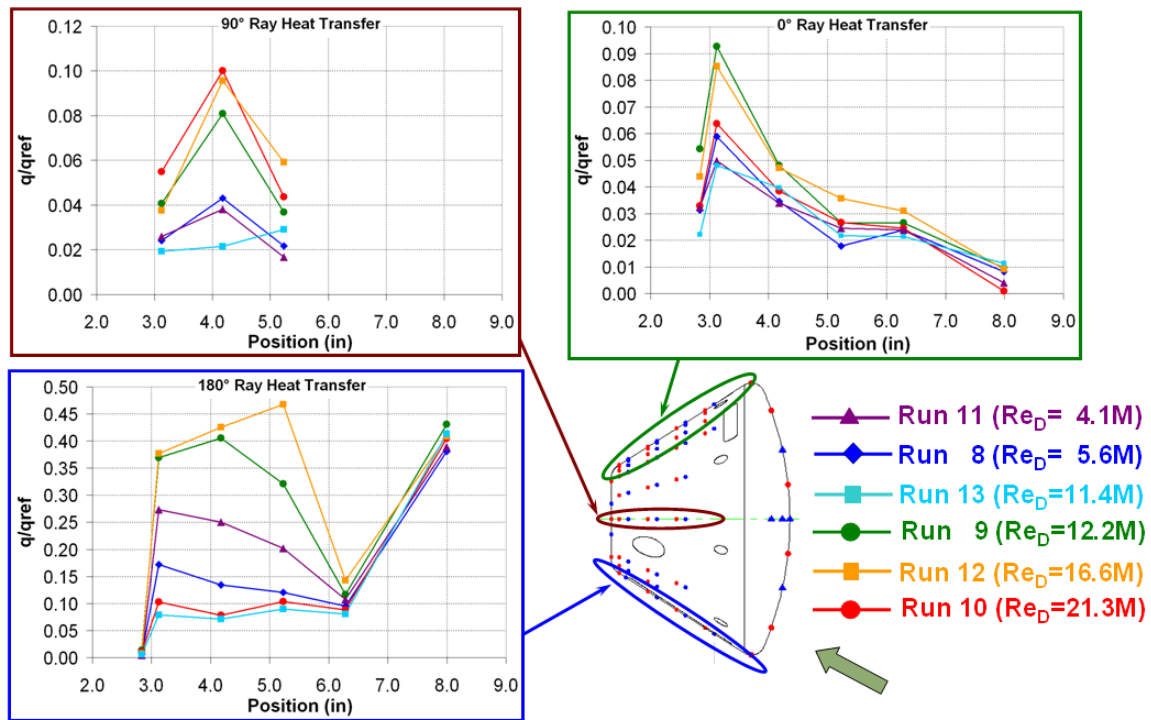 90° Ray Heat Transfer
0.12
0.10
0.08
0.06
0.04
0.02
0.00
q/qref
2.0 3.0 4.0 5.0 6.0 7.0 8.0 9.0
Position (in)
0° Ray Heat Transfer
0.10
0.09
0.08
0.07
0.06
0.05
0.04
0.03
0.02
0.01
0.00
q/qref
2.0 3.0 4.0 5.0 6.0 7.0 8.0 9.0
Position (in)
180° Ray Heat Transfer
0.50
0.45
0.40
0.35
0.30
0.25
0.20
0.15
0.10
0.05
0.00
q/qref
2.0 3.0 4.0 5.0 6.0 7.0 8.0 9.0
Position (in)
Run 11 (ReD= 4.1M)
Run 8 (ReD= 5.6M)
Run 13 (ReD=11.4M)
Run 9 (ReD=12.2M)
Run 12 (ReD=16.6M)
Run 10 (ReD=21.3M)